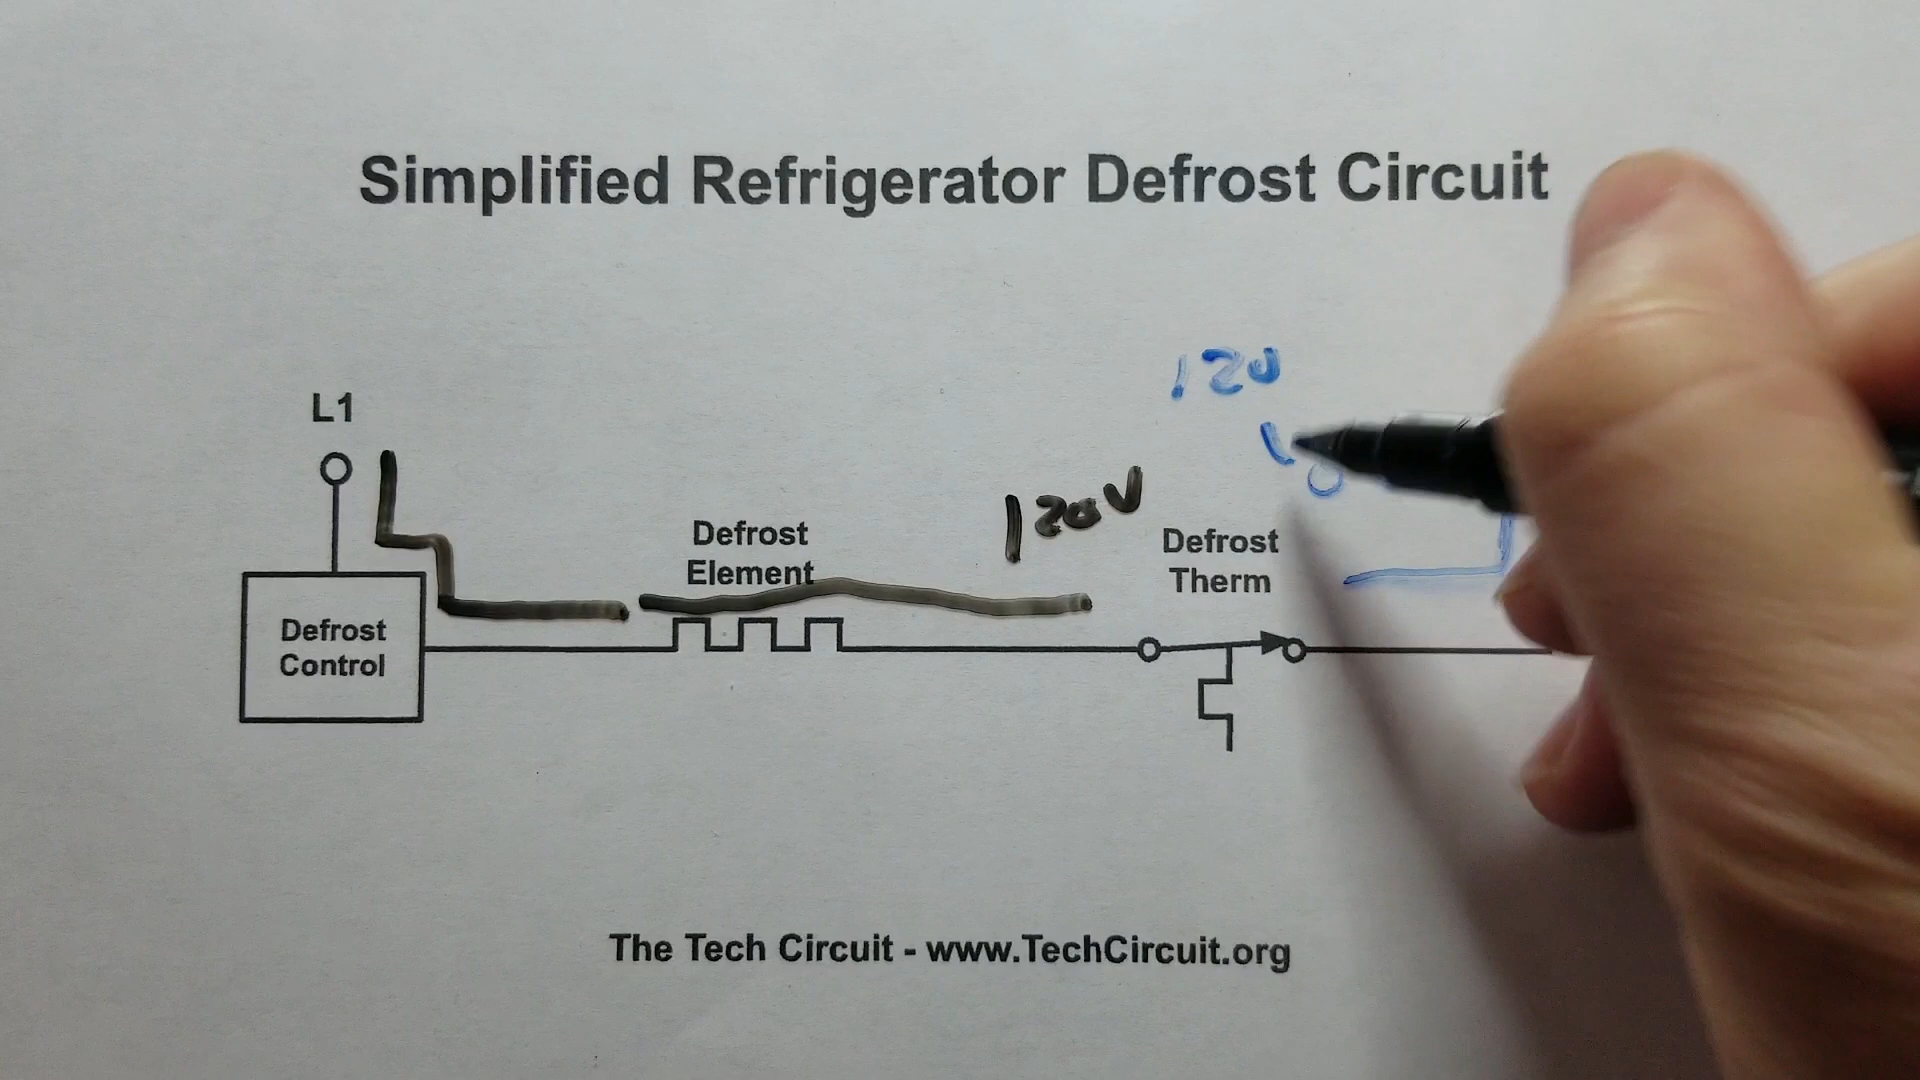 Simplified Refrigerator Defrost Circuit
120
L1
120V
Defrost
Element
Defrost
Therm
Defrost
Control
The Tech Circuit - www.TechCircuit.org